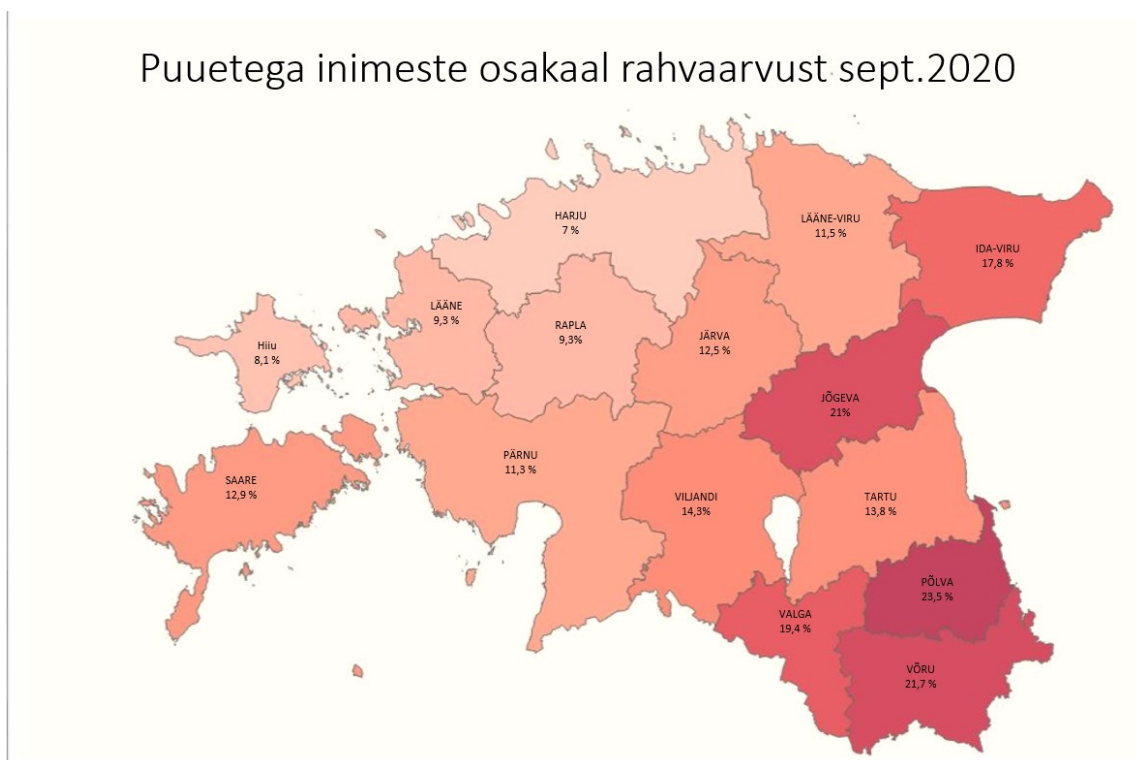 Puuetega inimeste osakaal rahvaarvust sept.2020
HARJU
7 %
LÄÄNE-VIRU
11,5 %
IDA-VIRU
17,8 %
LÄÄNE
9,3 %
RAPLA
9,3%
JÄRVA
12,5 %
Hiiu
8,1 %
JÕGEVA
21%
SAARE
12,9 %
PÄRNU
11,3 %
VILJANDI
14,3%
TARTU
13,8 %
PÕLVA
23,5 %
VALGA
19,4 %
VÕRU
21,7 %